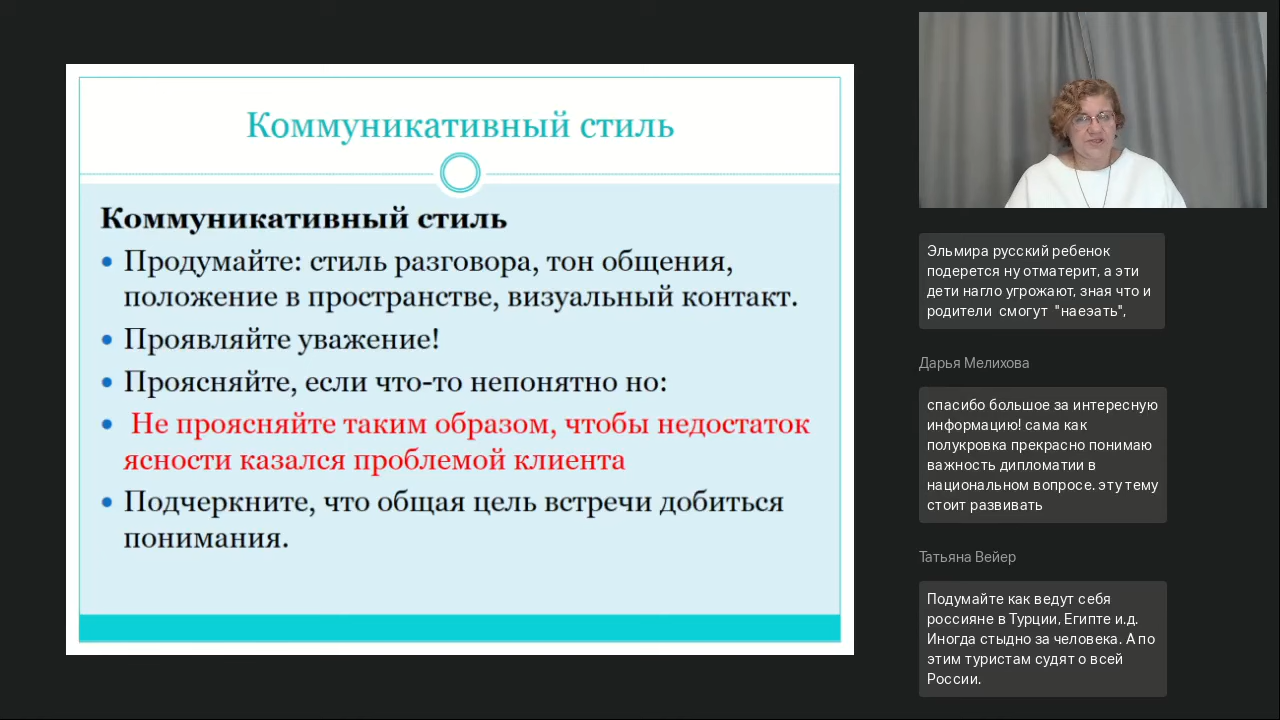 Коммуникативный стиль
Коммуникативный стиль
• Продумайте: стиль разговора, тон общения,
положение в пространстве, визуальный контакт.
• Проявляйте уважение!
• Проясняйте, если что-то непонятно но:
• Не проясняйте таким образом, чтобы недостаток
ясности казался проблемой клиента
• Подчеркните, что общая цель встречи добиться
понимания.
Эльмира русский ребенок
подерется ну отматерит, а эти
дети нагло угрожают, зная что и
родители смогут "наезать",
Дарья Мелихова
спасибо большое за интересную
информацию! сама как
полукровка прекрасно понимаю
важность дипломатии в
национальном вопросе. эту тему
стоит развивать
Татьяна Вейер
Подумайте как ведут себя
россияне в Турции, Египте и.д.
Иногда стыдно за человека. А по
этим туристам судят о всей
России.